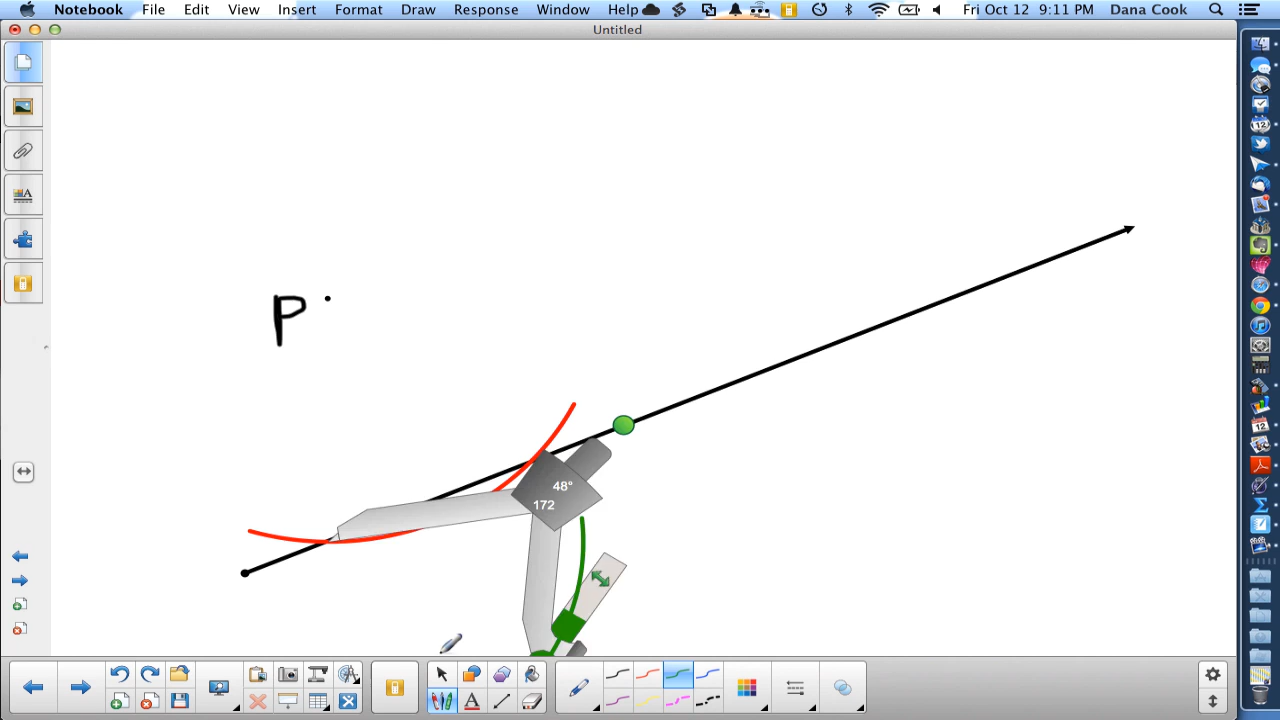 Notebook File Edit View Insert Format Draw Response Window Help Fri Oct 12 9:11 PM Dana Cook
Untitled
P
48°
172